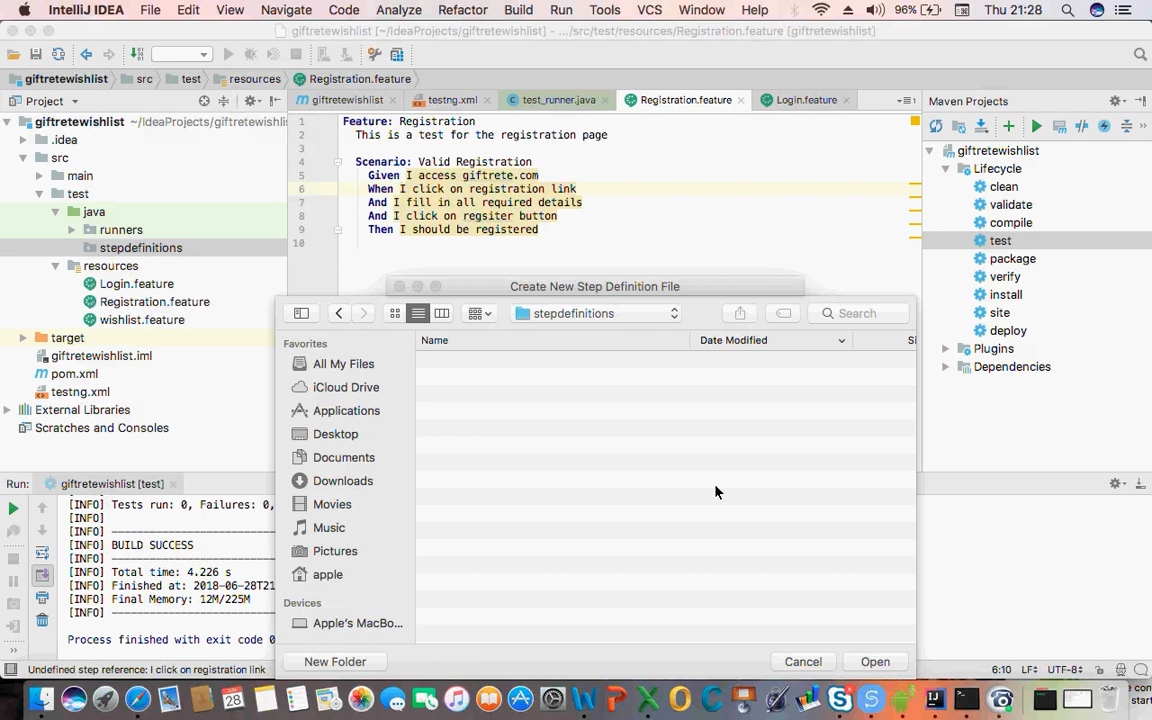 IntelliJ IDEA File Edit View Navigate Code Analyze Refactor Build Run Tools VCS Window Help 96% Thu 21:28
giftretewishlist [~/IdeaProjects/giftretewishlist] - .../src/test/resources/Registration.feature [giftretewishlist]
giftretewishlist src test resources Registration.feature
Project
giftretewishlist testng.xml test_runner.java Registration.feature Login.feature
Maven Projects
giftretewishlist ~/IdeaProjects/giftretewishlis
.idea
src
main
test
java
runners
stepdefinitions
resources
Login.feature
Registration.feature
wishlist.feature
target
giftretewishlist.iml
pom.xml
testng.xml
External Libraries
Scratches and Consoles
1 Feature: Registration
2 This is a test for the registration page
3
4 Scenario: Valid Registration
5 Given I access giftrete.com
6 When I click on registration link
7 And I fill in all required details
8 And I click on regsiter button
9 Then I should be registered
10
giftretewishlist
Lifecycle
clean
validate
compile
test
package
verify
install
site
deploy
Plugins
Dependencies
Create New Step Definition File
stepdefinitions
Search
Favorites
All My Files
iCloud Drive
Applications
Desktop
Documents
Downloads
Movies
Music
Pictures
apple
Devices
Apple's MacBo...
Name Date Modified Si
New Folder Cancel Open
Run: giftretewishlist [test]
[INFO] Tests run: 0, Failures: 0,
[INFO]
[INFO] ------------------------
[INFO] BUILD SUCCESS
[INFO] ------------------------
[INFO] Total time: 4.226 s
[INFO] Finished at: 2018-06-28T21
[INFO] Final Memory: 12M/225M
[INFO] ------------------------
Process finished with exit code 0
Undefined step reference: I click on registration link 6:10 LF UTF-8